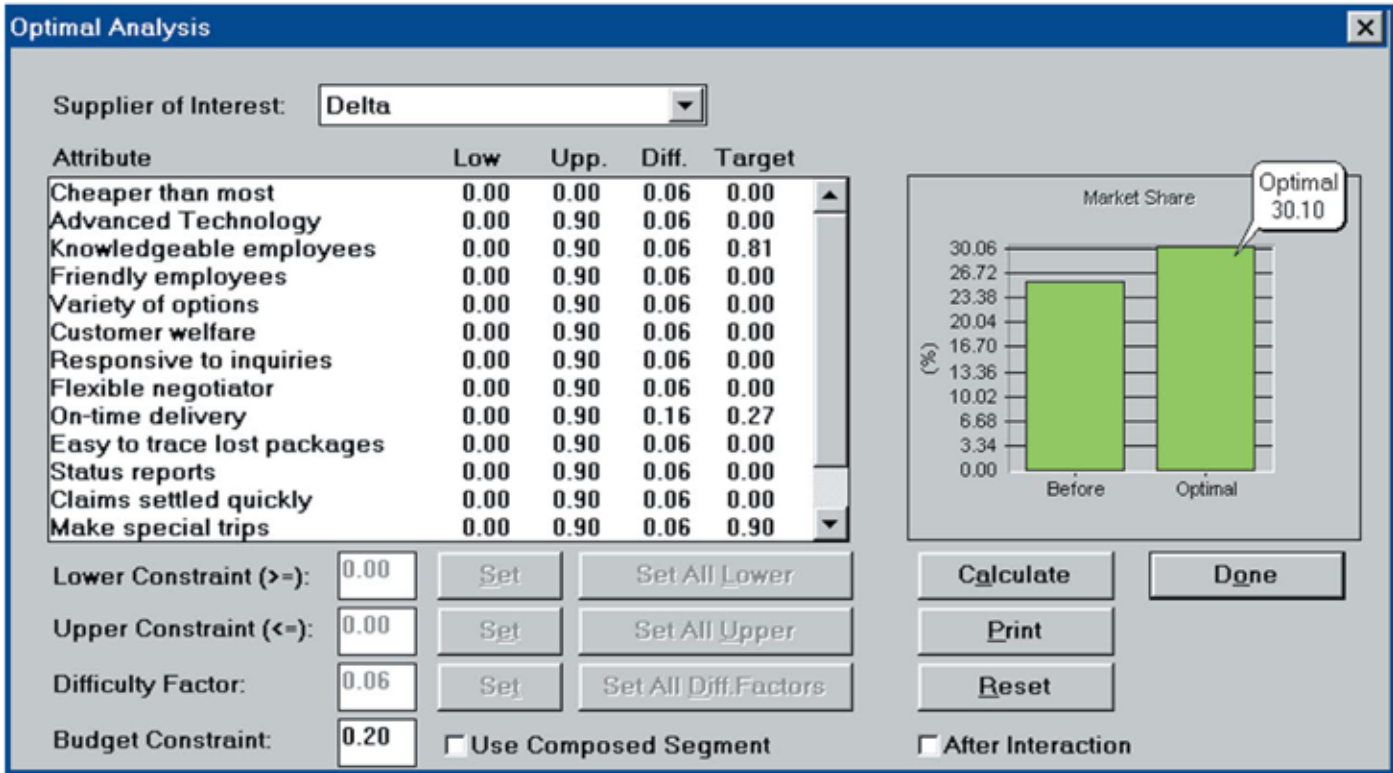 Optimal Analysis
Supplier of Interest: Delta
Attribute Low Upp. Diff. Target
Cheaper than most 0.00 0.00 0.06 0.00
Advanced Technology 0.00 0.90 0.06 0.00
Knowledgeable employees 0.00 0.90 0.06 0.81
Friendly employees 0.00 0.90 0.06 0.00
Variety of options 0.00 0.90 0.06 0.00
Customer welfare 0.00 0.90 0.06 0.00
Responsive to inquiries 0.00 0.90 0.06 0.00
Flexible negotiator 0.00 0.90 0.06 0.00
On-time delivery 0.00 0.90 0.16 0.27
Easy to trace lost packages 0.00 0.90 0.06 0.00
Status reports 0.00 0.90 0.06 0.00
Claims settled quickly 0.00 0.90 0.06 0.00
Make special trips 0.00 0.90 0.06 0.90
Market Share
Optimal
30.10
(%)
30.06
26.72
23.38
20.04
16.70
13.36
10.02
6.68
3.34
0.00
Before Optimal
Lower Constraint (>=): 0.00 Set Set All Lower
Upper Constraint (<=): 0.00 Set Set All Upper
Difficulty Factor: 0.06 Set Set All Diff.Factors
Budget Constraint: 0.20 Use Composed Segment
Calculate Done
Print
Reset
After Interaction